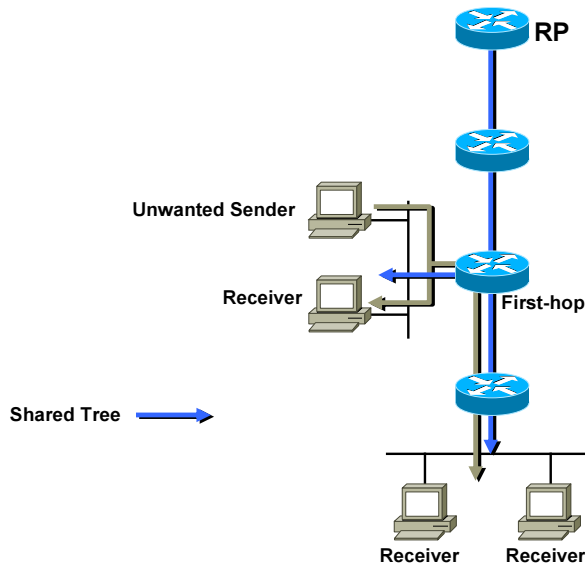 RP
Unwanted Sender
Receiver
First-hop
Shared Tree
Receiver
Receiver